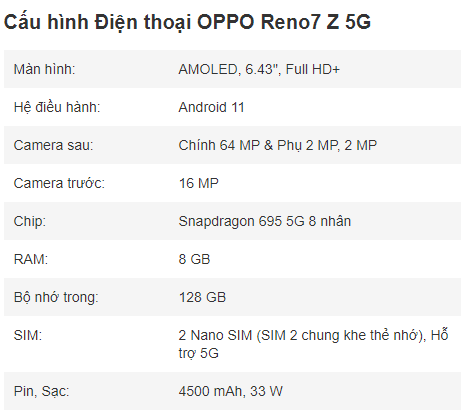 Cấu hình Điện thoại OPPO Reno7 Z 5G
Màn hình: AMOLED, 6.43", Full HD+
Hệ điều hành: Android 11
Camera sau: Chính 64 MP & Phụ 2 MP, 2 MP
Camera trước: 16 MP
Chip: Snapdragon 695 5G 8 nhân
RAM: 8 GB
Bộ nhớ trong: 128 GB
SIM: 2 Nano SIM (SIM 2 chung khe thẻ nhớ), Hỗ
trợ 5G
Pin, Sạc: 4500 mAh, 33 W